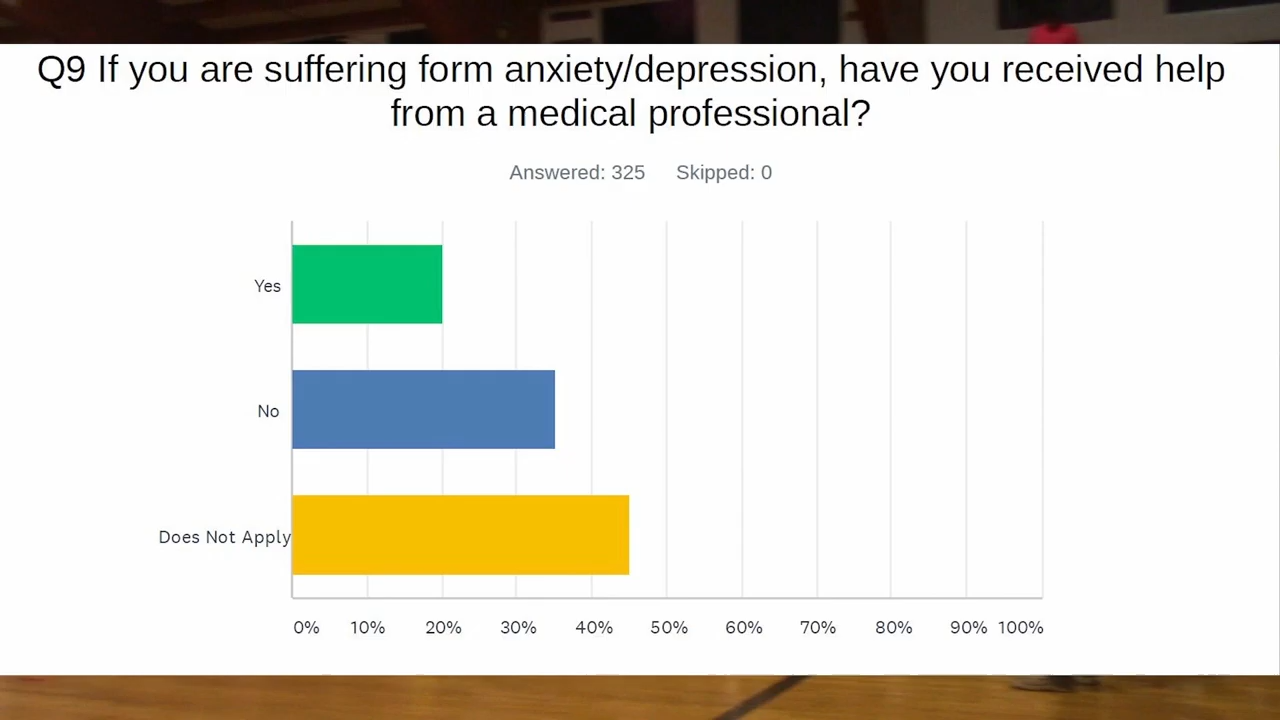 Q9 If you are suffering form anxiety/depression, have you received help
from a medical professional?
Answered: 325 Skipped: 0
Yes
No
Does Not Apply
0% 10% 20% 30% 40% 50% 60% 70% 80% 90% 100%